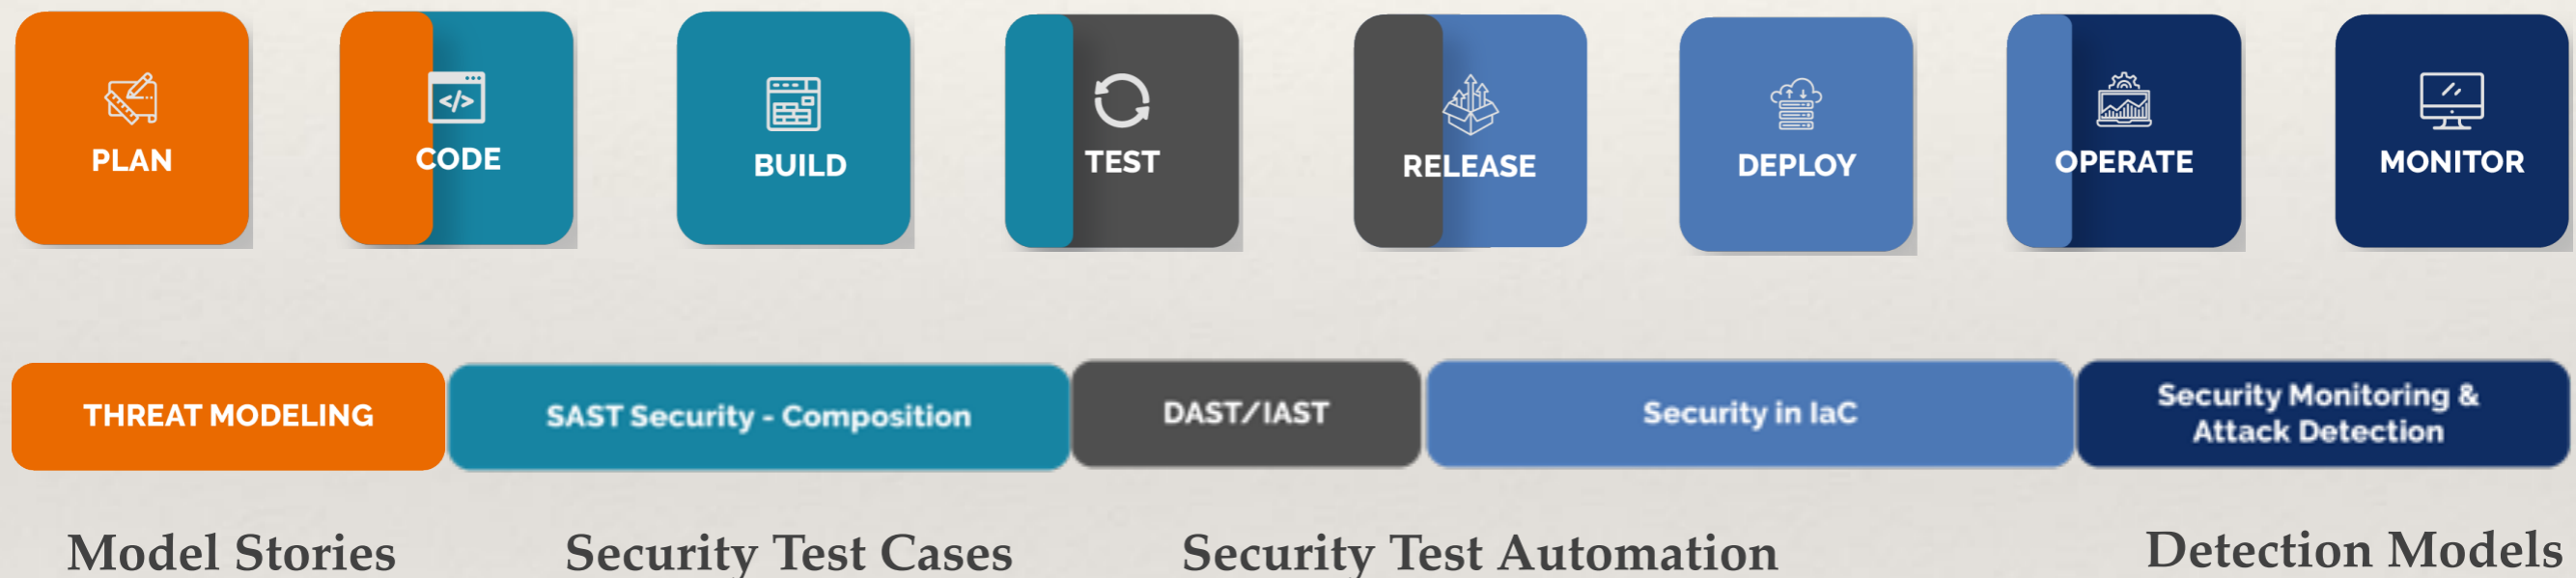 PLAN
CODE
BUILD
TEST
RELEASE
DEPLOY
OPERATE
MONITOR
THREAT MODELING
SAST Security - Composition
DAST/IAST
Security in IaC
Security Monitoring &
Attack Detection
Model Stories
Security Test Cases
Security Test Automation
Detection Models